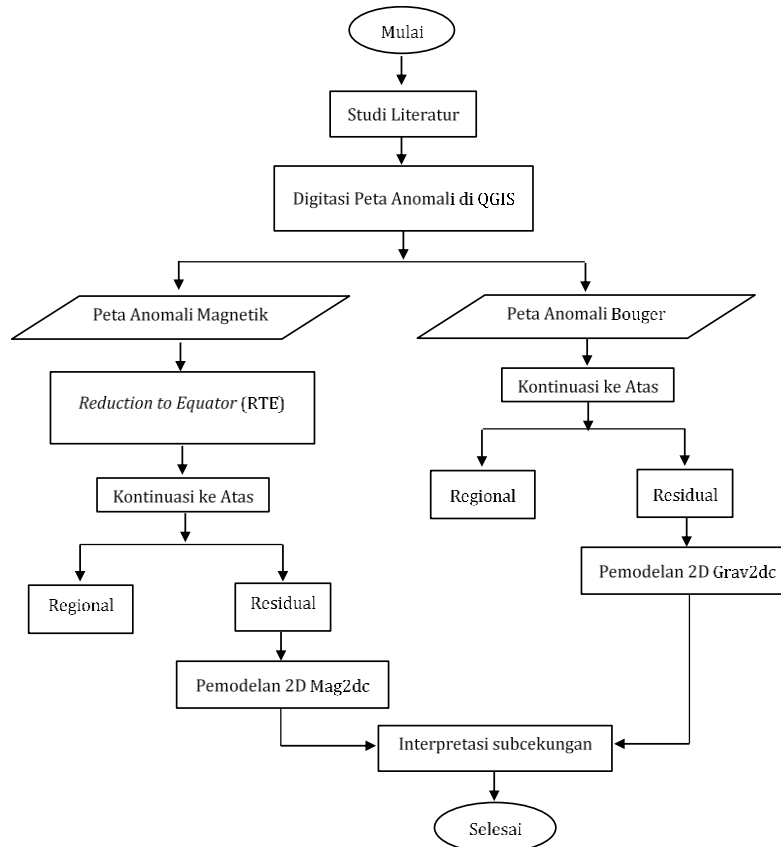 Mulai
Studi Literatur
Digitasi Peta Anomali di QGIS
Peta Anomali Magnetik
Peta Anomali Bouger
Reduction to Equator (RTE)
Kontinuasi ke Atas
Kontinuasi ke Atas
Regional
Residual
Regional
Residual
Pemodelan 2D Grav2dc
Pemodelan 2D Mag2dc
Interpretasi subcekungan
Selesai